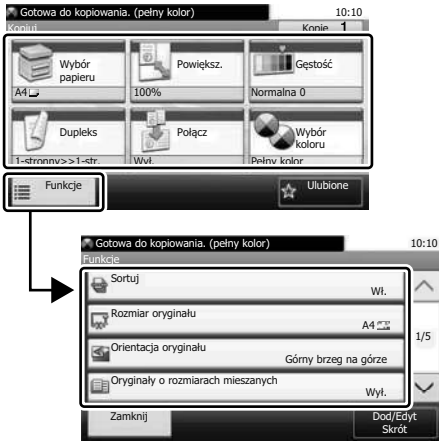 Gotowa do kopiowania. (pełny kolor) 10:10
Kopiuj Kopie 1
Wybór papieru
A4
Powiększ.
100%
Gęstość
Normalna 0
Dupleks
1-stronny>>1-str.
Połącz
Wył.
Wybór koloru
Pełny kolor
Funkcje
Ulubione
Gotowa do kopiowania. (pełny kolor) 10:10
Funkcje
Sortuj
Wł.
Rozmiar oryginału
A4
Orientacja oryginału
Górny brzeg na górze
Oryginały o rozmiarach mieszanych
Wył.
1/5
Zamknij
Dod/Edyt
Skrót